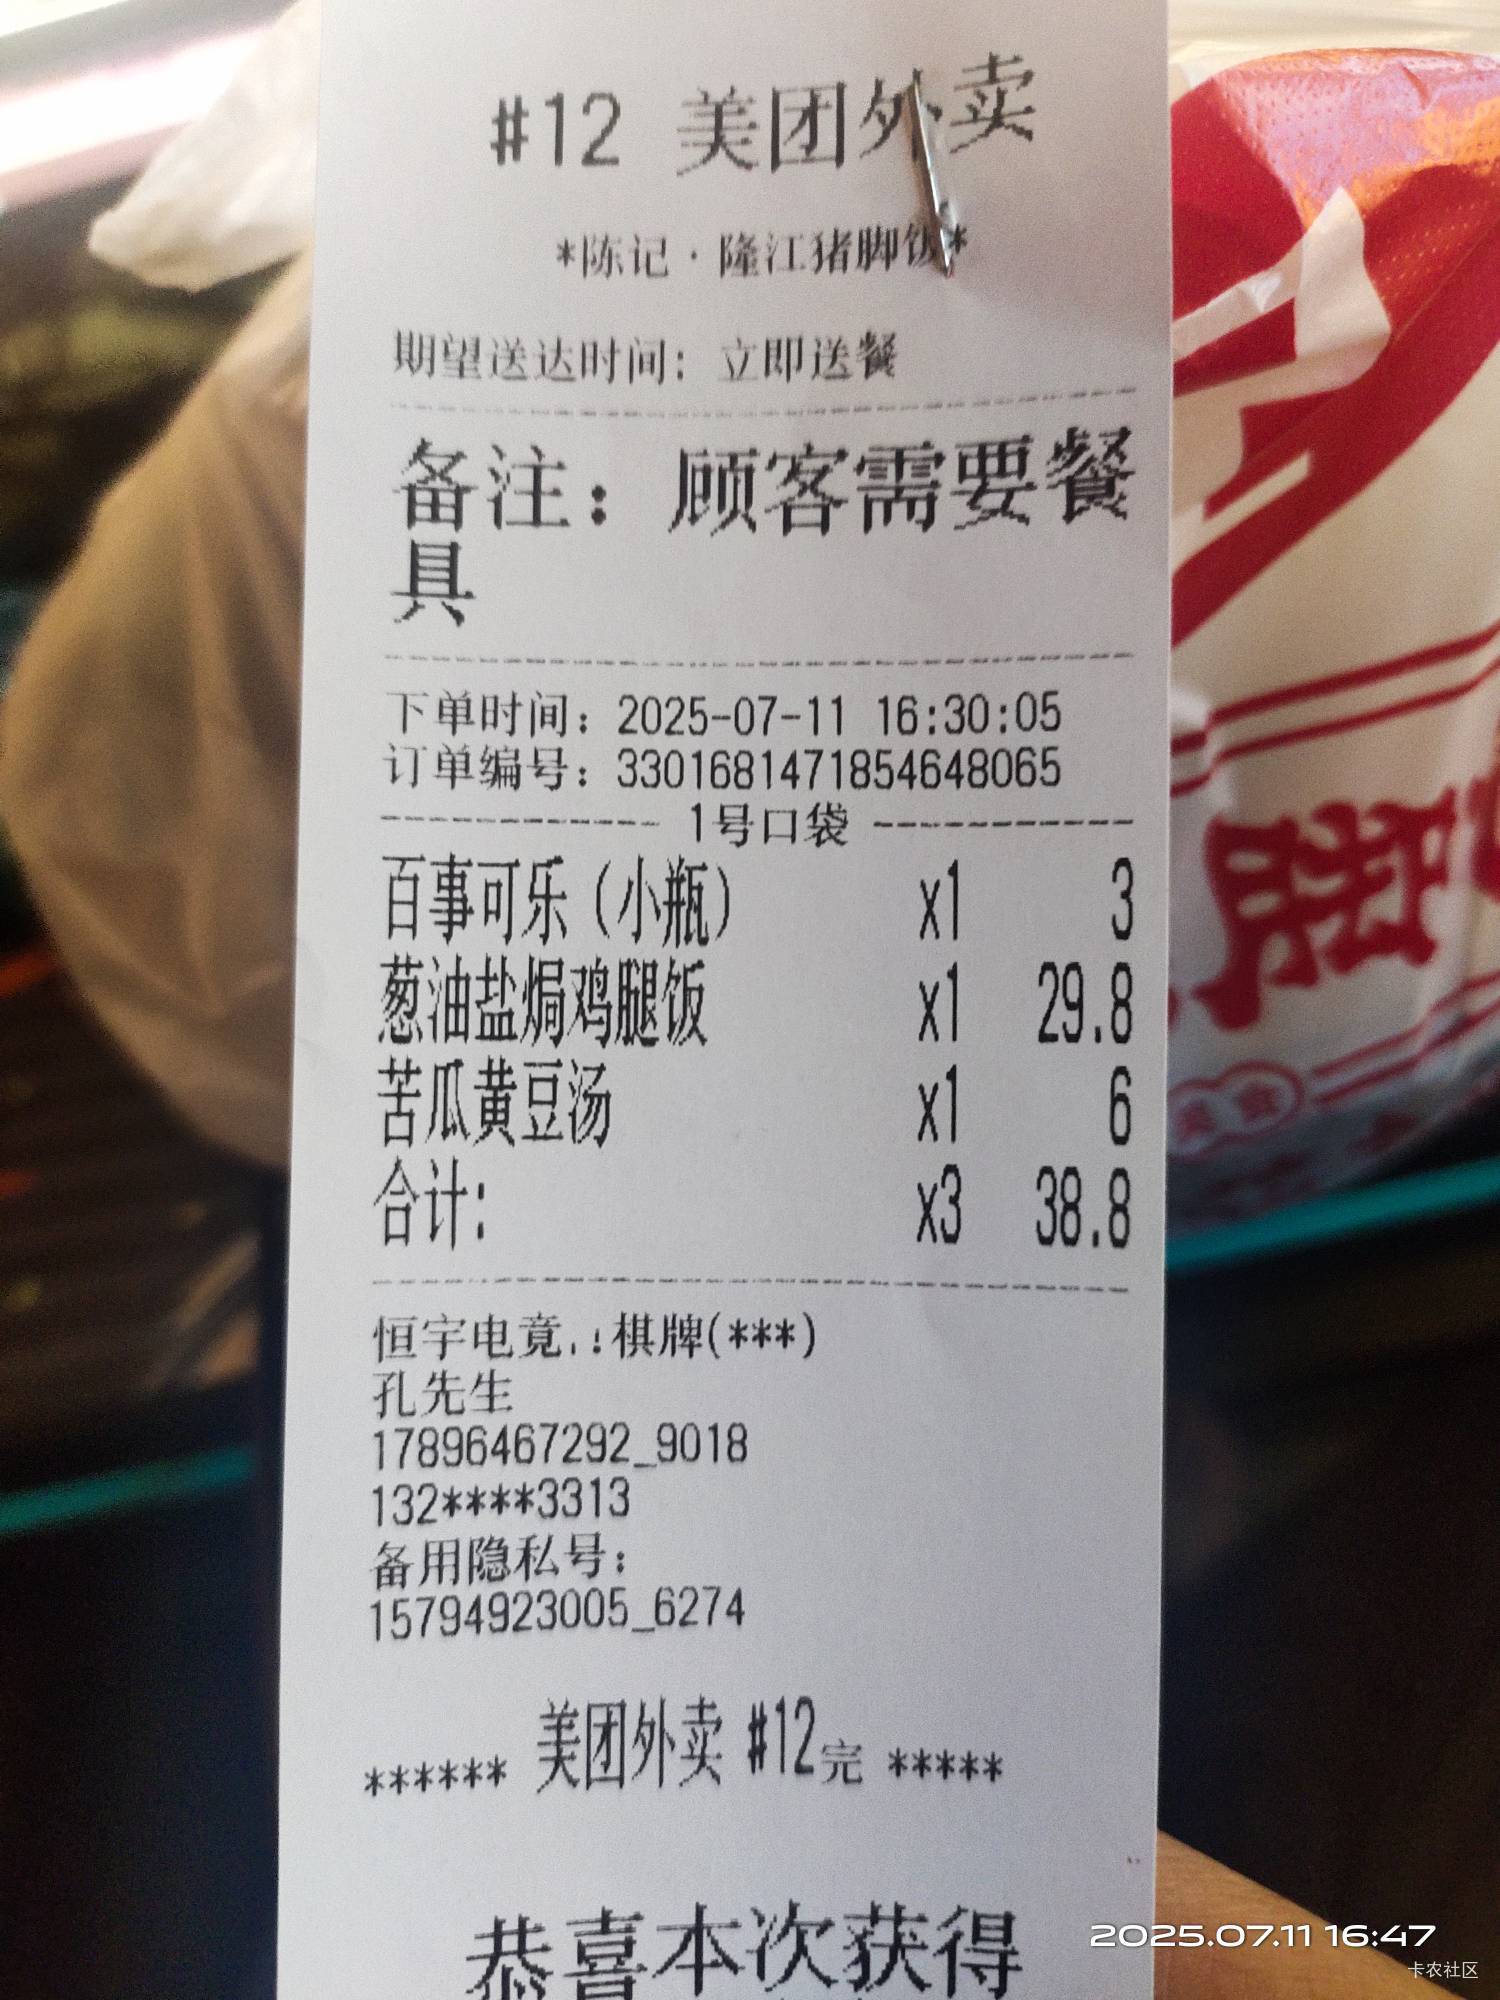 #12 美团外卖
*陈记·隆江猪脚饭*
期望送达时间：立即送餐
备注：顾客需要餐
具
下单时间：2025-07-11 16:30:05
订单编号：3301681471854648065
------------ 1号口袋 -----------
百事可乐（小瓶） x1 3
葱油盐焗鸡腿饭 x1 29.8
苦瓜黄豆汤 x1 6
合计: x3 38.8
恒宇电竞.:棋牌(***)
孔先生
17896467292_9018
132****3313
备用隐私号：
15794923005_6274
****** 美团外卖 #12完 *****
恭喜本次获得
2025.07.11 16:47
卡农社区